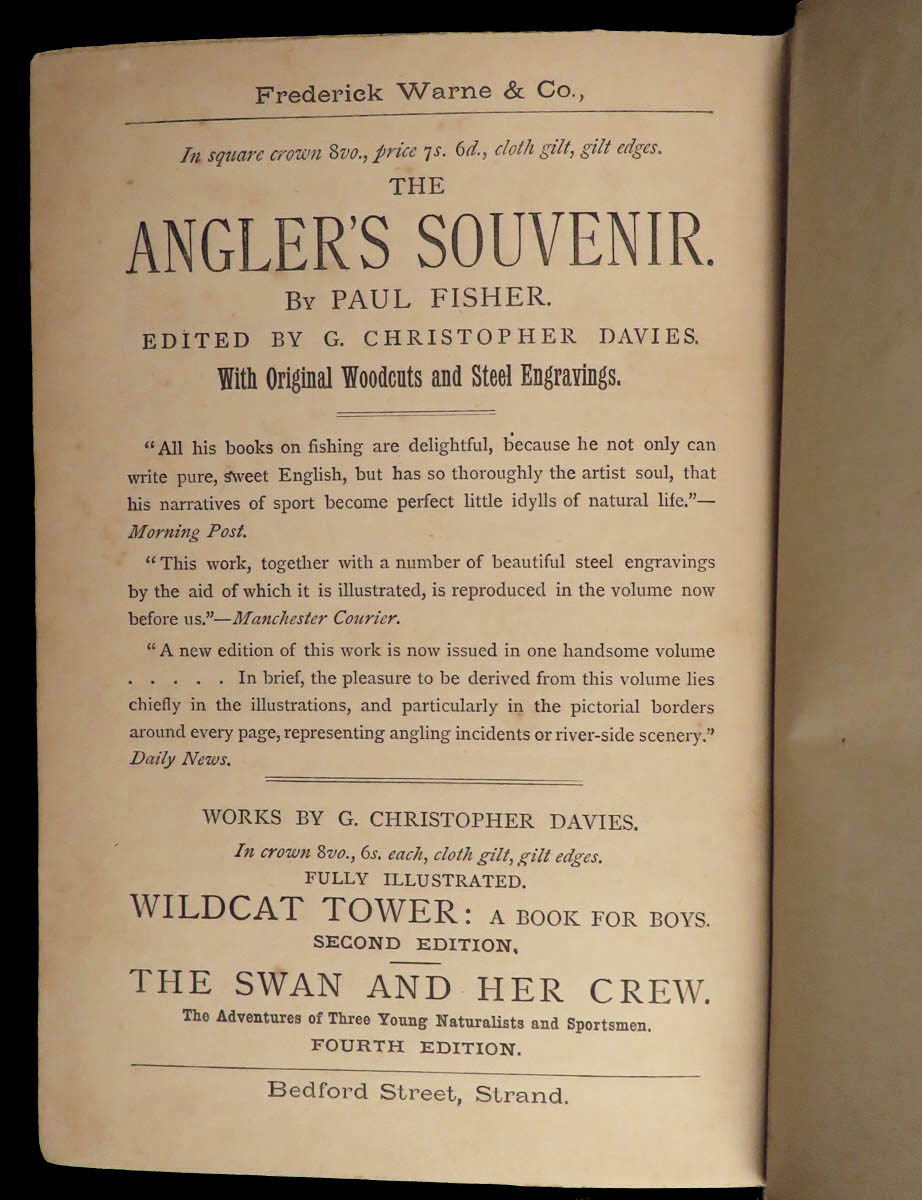 Frederick Warne & Co.,
In square crown 8vo., price 7s. 6d., cloth gilt, gilt edges.
THE
ANGLER'S SOUVENIR.
By PAUL FISHER.
EDITED BY G. CHRISTOPHER DAVIES.
With Original Woodcuts and Steel Engravings.
"All his books on fishing are delightful, because he not only can
write pure, sweet English, but has so thoroughly the artist soul, that
his narratives of sport become perfect little idylls of natural life."—
Morning Post.
"This work, together with a number of beautiful steel engravings
by the aid of which it is illustrated, is reproduced in the volume now
before us."—Manchester Courier.
"A new edition of this work is now issued in one handsome volume
. . . . . In brief, the pleasure to be derived from this volume lies
chiefly in the illustrations, and particularly in the pictorial borders
around every page, representing angling incidents or river-side scenery."
Daily News.
WORKS BY G. CHRISTOPHER DAVIES.
In crown 8vo., 6s. each, cloth gilt, gilt edges.
FULLY ILLUSTRATED.
WILDCAT TOWER: A BOOK FOR BOYS.
SECOND EDITION.
THE SWAN AND HER CREW.
The Adventures of Three Young Naturalists and Sportsmen.
FOURTH EDITION.
Bedford Street, Strand.